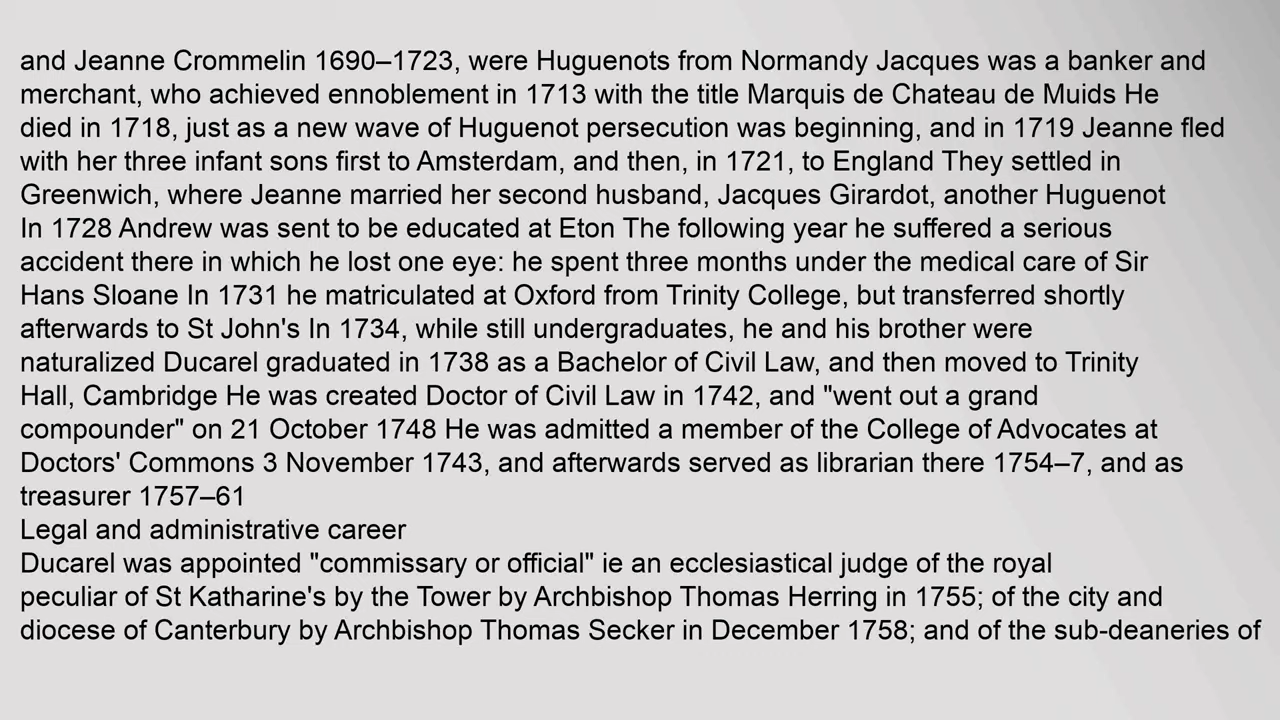 and Jeanne Crommelin 1690–1723, were Huguenots from Normandy Jacques was a banker and
merchant, who achieved ennoblement in 1713 with the title Marquis de Chateau de Muids He
died in 1718, just as a new wave of Huguenot persecution was beginning, and in 1719 Jeanne fled
with her three infant sons first to Amsterdam, and then, in 1721, to England They settled in
Greenwich, where Jeanne married her second husband, Jacques Girardot, another Huguenot
In 1728 Andrew was sent to be educated at Eton The following year he suffered a serious
accident there in which he lost one eye: he spent three months under the medical care of Sir
Hans Sloane In 1731 he matriculated at Oxford from Trinity College, but transferred shortly
afterwards to St John's In 1734, while still undergraduates, he and his brother were
naturalized Ducarel graduated in 1738 as a Bachelor of Civil Law, and then moved to Trinity
Hall, Cambridge He was created Doctor of Civil Law in 1742, and "went out a grand
compounder" on 21 October 1748 He was admitted a member of the College of Advocates at
Doctors' Commons 3 November 1743, and afterwards served as librarian there 1754–7, and as
treasurer 1757–61
Legal and administrative career
Ducarel was appointed "commissary or official" ie an ecclesiastical judge of the royal
peculiar of St Katharine's by the Tower by Archbishop Thomas Herring in 1755; of the city and
diocese of Canterbury by Archbishop Thomas Secker in December 1758; and of the sub-deaneries of